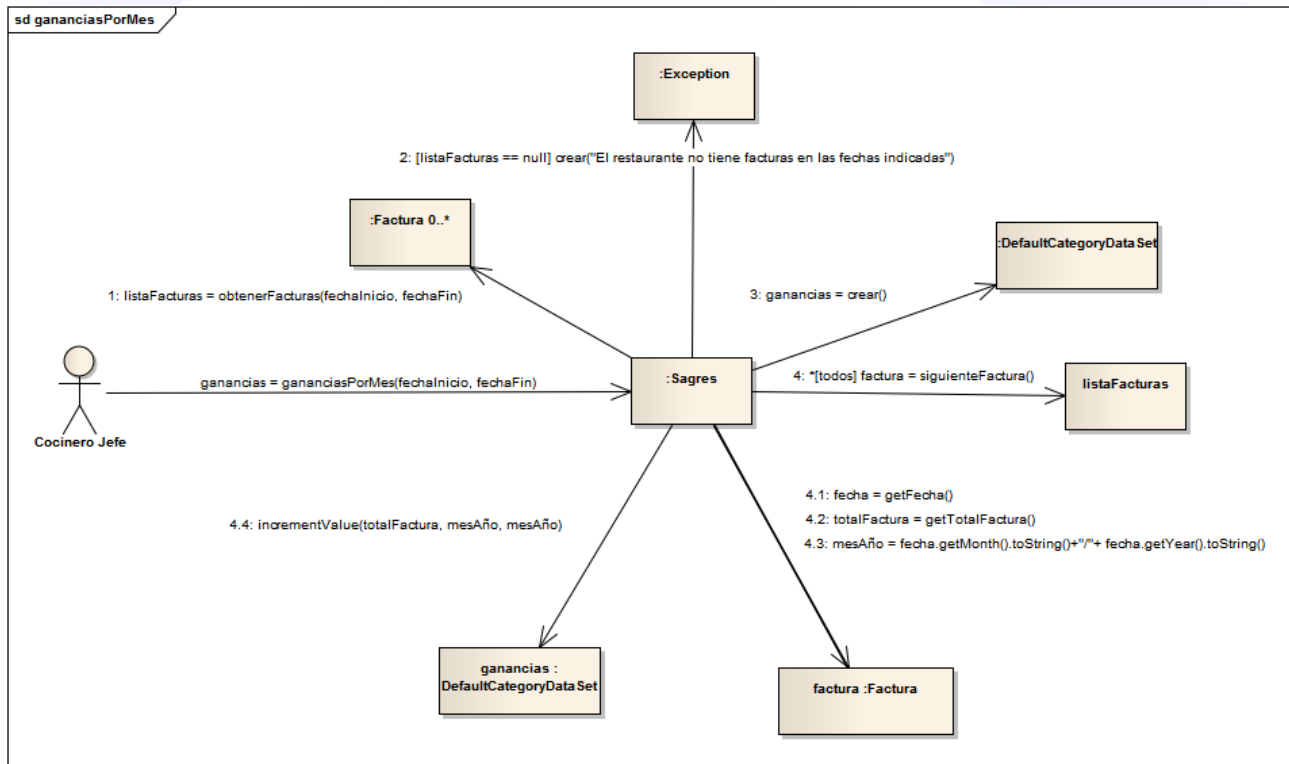 sd gananciasPorMes
:Exception
2: [listaFacturas == null] crear("El restaurante no tiene facturas en las fechas indicadas")
:Factura 0..*
:DefaultCategoryDataSet
1: listaFacturas = obtenerFacturas(fechaInicio, fechaFin)
3: ganancias = crear()
:Sagres
4: *[todos] factura = siguienteFactura()
listaFacturas
ganancias = gananciasPorMes(fechaInicio, fechaFin)
Cocinero Jefe
4.1: fecha = getFecha()
4.2: totalFactura = getTotalFactura()
4.3: mesAño = fecha.getMonth().toString()+"/"+ fecha.getYear().toString()
4.4: incrementValue(totalFactura, mesAño, mesAño)
ganancias :
DefaultCategoryDataSet
factura :Factura